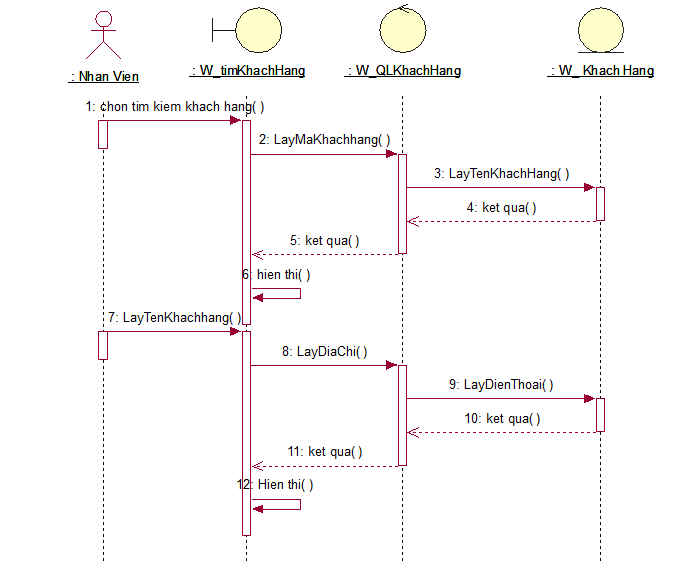 : Nhan Vien
: W_timKhachHang
: W_QLKhachHang
: W_ Khach Hang
1: chon tim kiem khach hang( )
2: LayMaKhachhang( )
3: LayTenKhachHang( )
4: ket qua( )
5: ket qua( )
6: hien thi( )
7: LayTenKhachhang( )
8: LayDiaChi( )
9: LayDienThoai( )
10: ket qua( )
11: ket qua( )
12: Hien thi( )